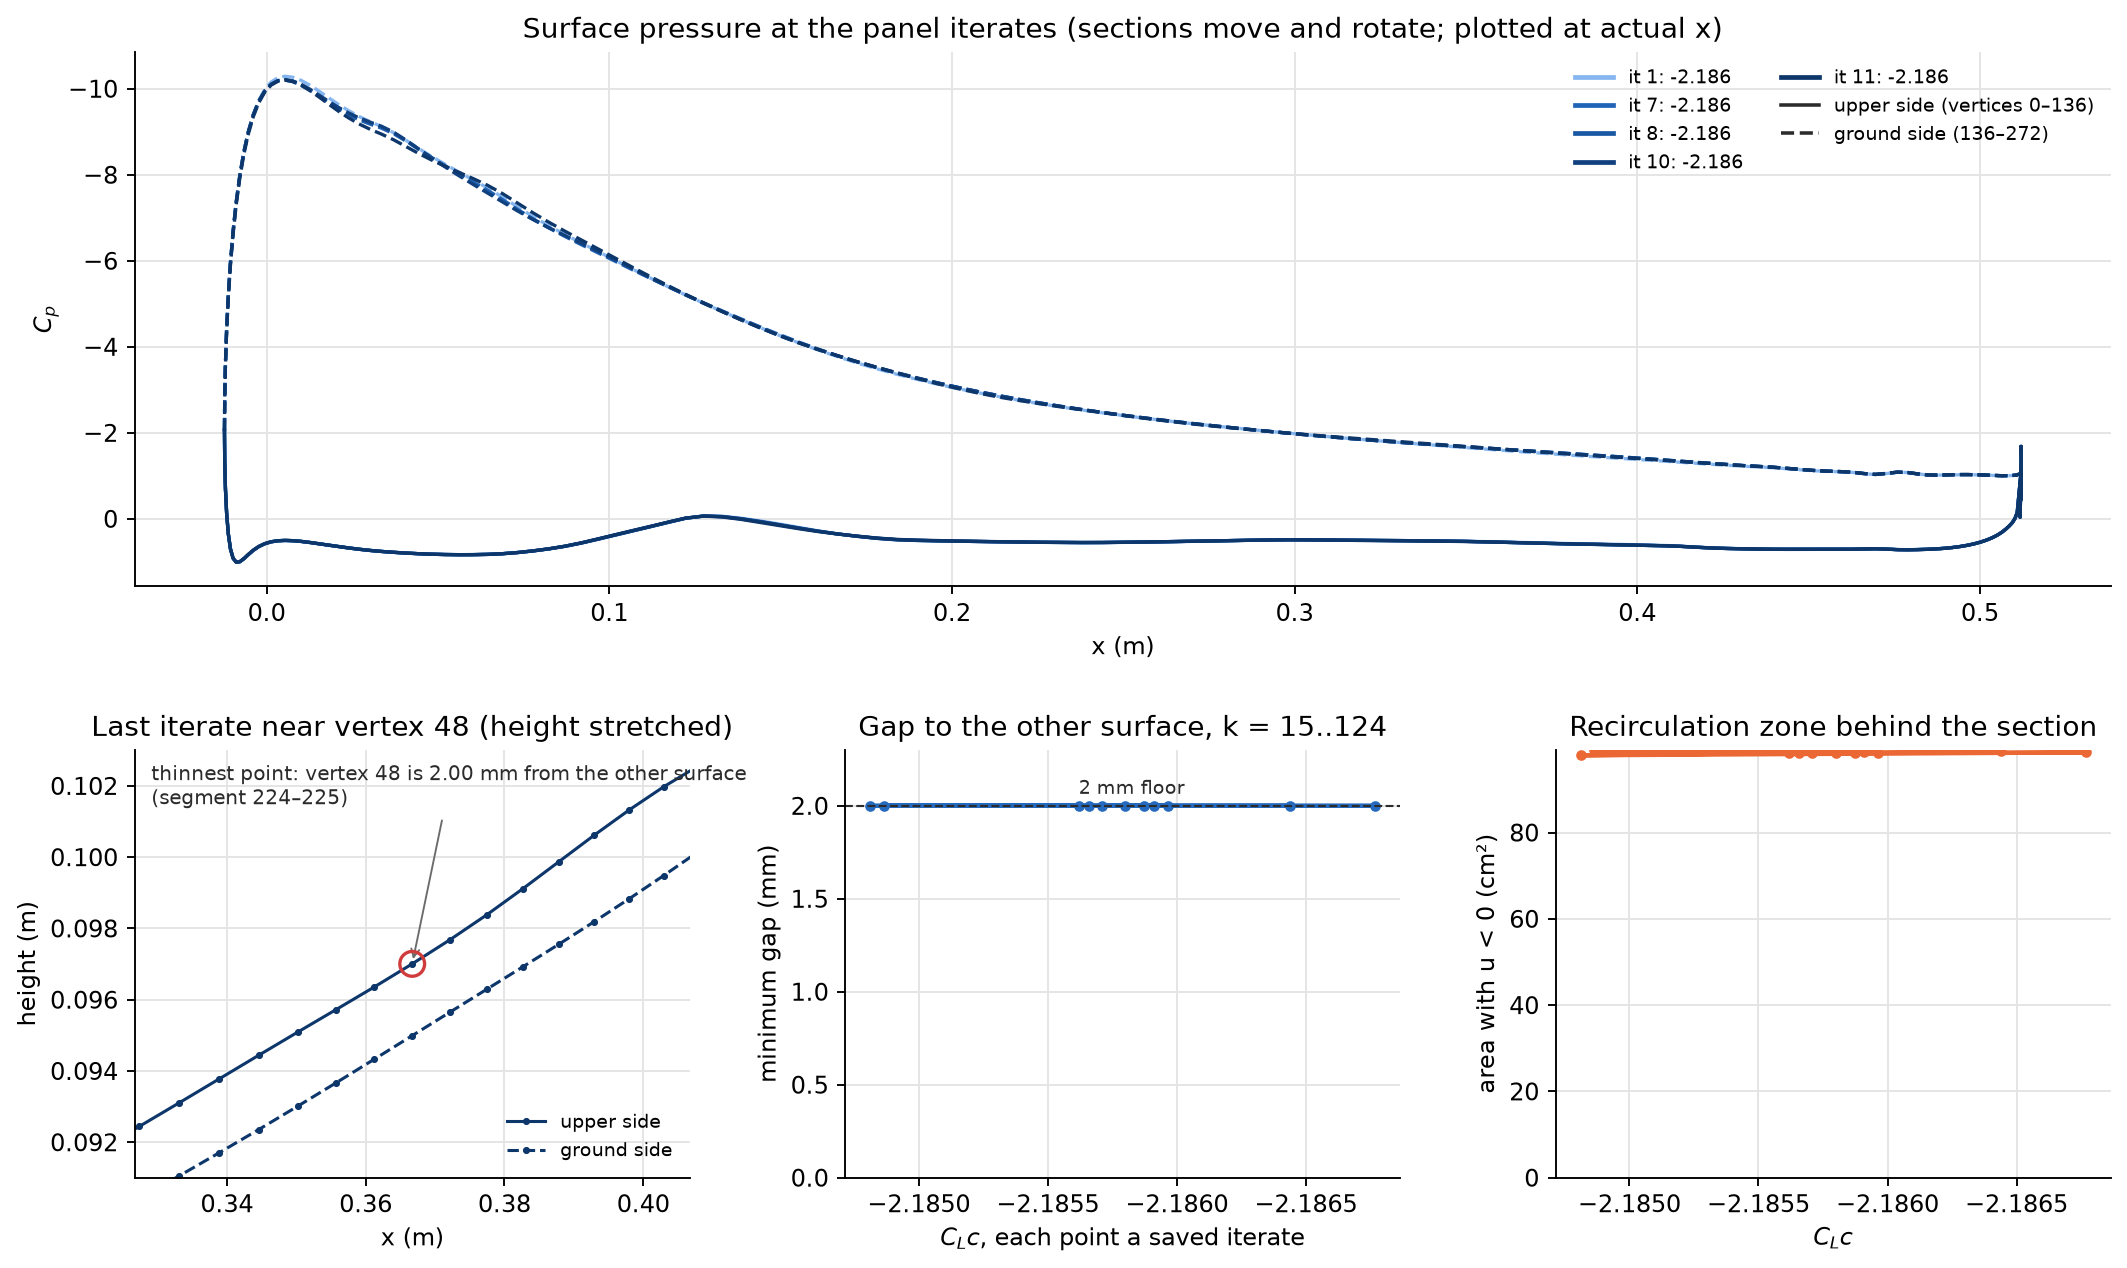 Surface pressure at the panel iterates (sections move and rotate; plotted at actual x)
−10
−8
−6
−4
−2
0
Cp
0.0 0.1 0.2 0.3 0.4 0.5
x (m)
it 1: -2.186
it 7: -2.186
it 8: -2.186
it 10: -2.186
it 11: -2.186
upper side (vertices 0–136)
ground side (136–272)
Last iterate near vertex 48 (height stretched)
thinnest point: vertex 48 is 2.00 mm from the other surface
(segment 224–225)
0.102
0.100
0.098
0.096
0.094
0.092
height (m)
upper side
ground side
0.34 0.36 0.38 0.40
x (m)
Gap to the other surface, k = 15..124
2 mm floor
2.0
1.5
1.0
0.5
0.0
minimum gap (mm)
−2.1850 −2.1855 −2.1860 −2.1865
CLc, each point a saved iterate
Recirculation zone behind the section
80
60
40
20
0
area with u < 0 (cm²)
−2.1850 −2.1855 −2.1860 −2.1865
CLc